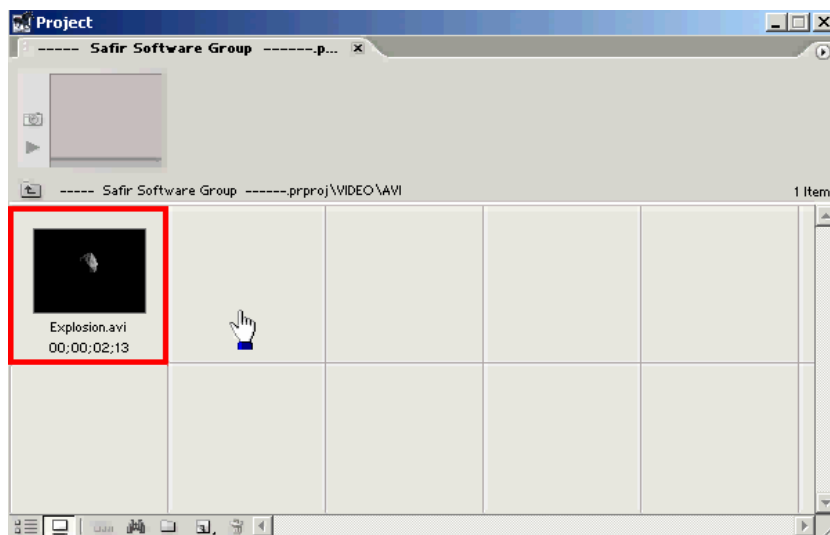 Project
----- Safir Software Group ------.p...
----- Safir Software Group ------.prproj\VIDEO\AVI
1 Item
Explosion.avi
00;00;02;13